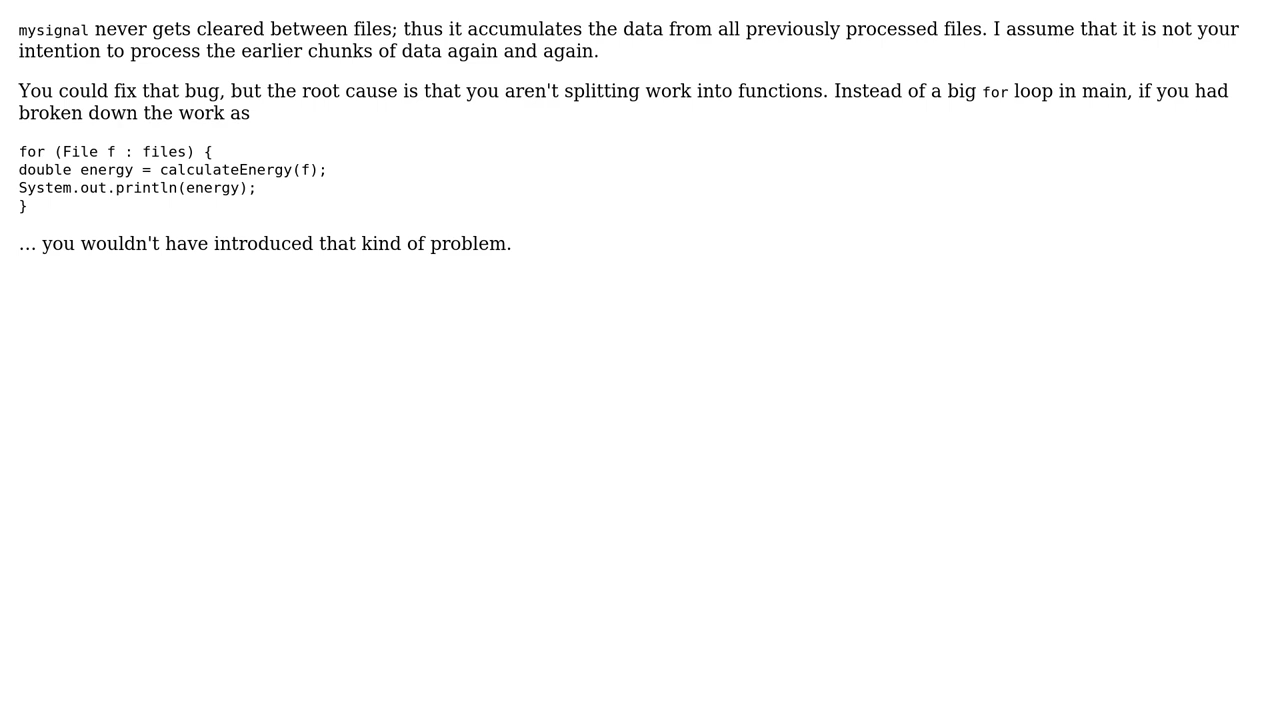 mysignal never gets cleared between files; thus it accumulates the data from all previously processed files. I assume that it is not your
intention to process the earlier chunks of data again and again.
You could fix that bug, but the root cause is that you aren't splitting work into functions. Instead of a big for loop in main, if you had
broken down the work as
for (File f : files) {
double energy = calculateEnergy(f);
System.out.println(energy);
}
… you wouldn't have introduced that kind of problem.